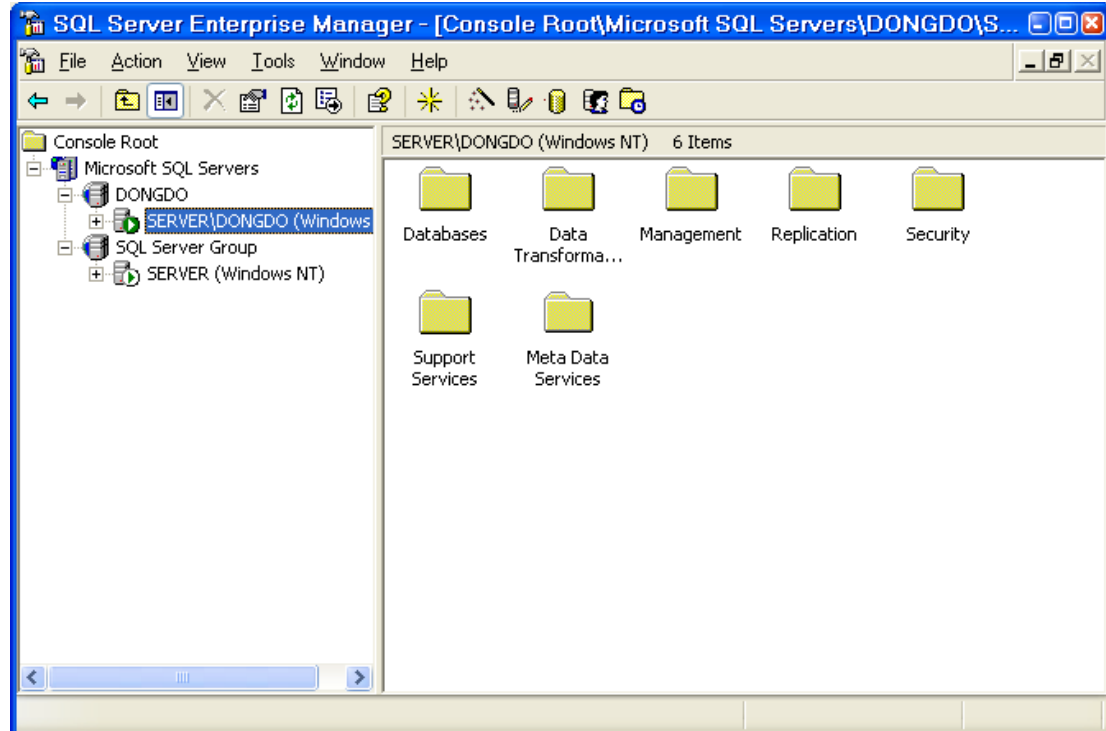 SQL Server Enterprise Manager - [Console Root\Microsoft SQL Servers\DONGDO\S...
File Action View Tools Window Help
Console Root
Microsoft SQL Servers
DONGDO
SERVER\DONGDO (Windows
SQL Server Group
SERVER (Windows NT)
SERVER\DONGDO (Windows NT) 6 Items
Databases
Data
Transforma...
Management
Replication
Security
Support
Services
Meta Data
Services